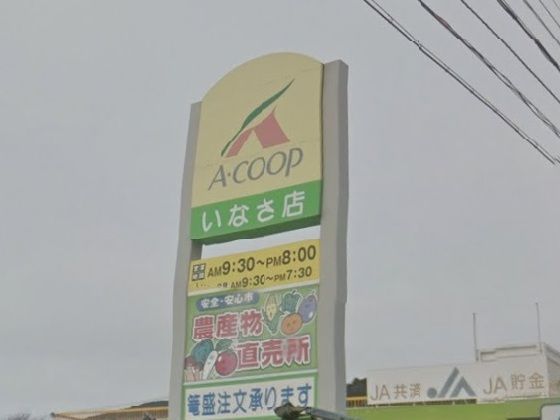 A·COOP
いなさ店
AM9:30～PM8:00
AM9:30～PM7:30
安全・安心市
農産物
直売所
篭盛注文承ります
JA共済 JA貯金